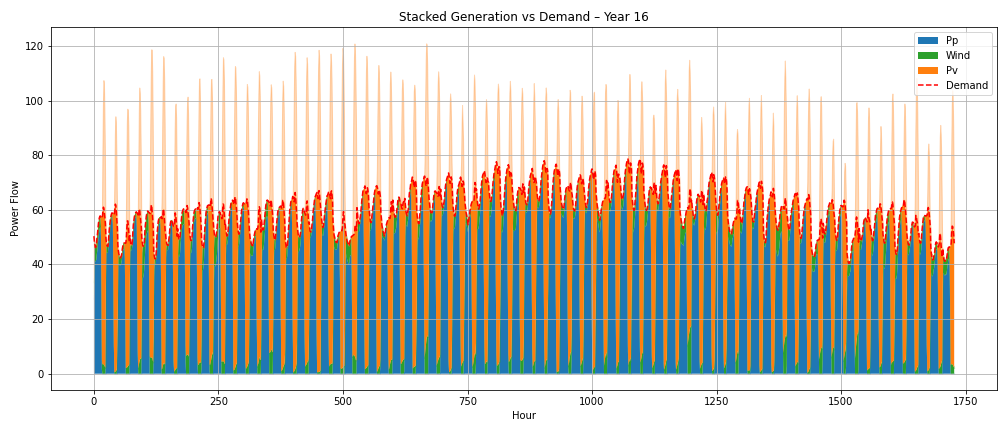 Stacked Generation vs Demand – Year 16
Power Flow
120
100
80
60
40
20
0
0 250 500 750 1000 1250 1500 1750
Hour
Pp
Wind
Pv
Demand